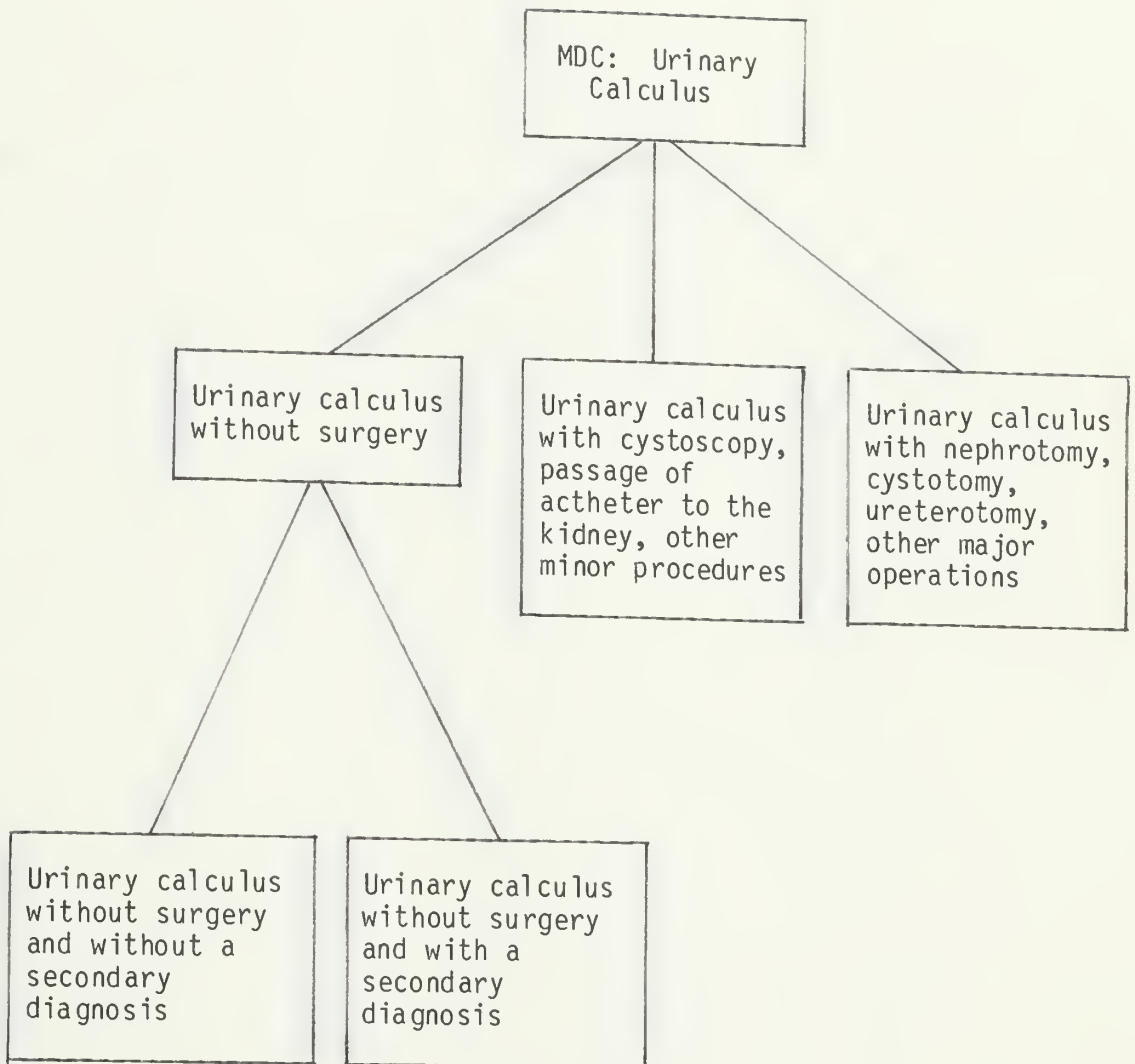 MDC: Urinary
Calculus
Urinary calculus
without surgery
Urinary calculus
with cystoscopy,
passage of
actheter to the
kidney, other
minor procedures
Urinary calculus
with nephrotomy,
cystotomy,
ureterotomy,
other major
operations
Urinary calculus
without surgery
and without a
secondary
diagnosis
Urinary calculus
without surgery
and with a
secondary
diagnosis